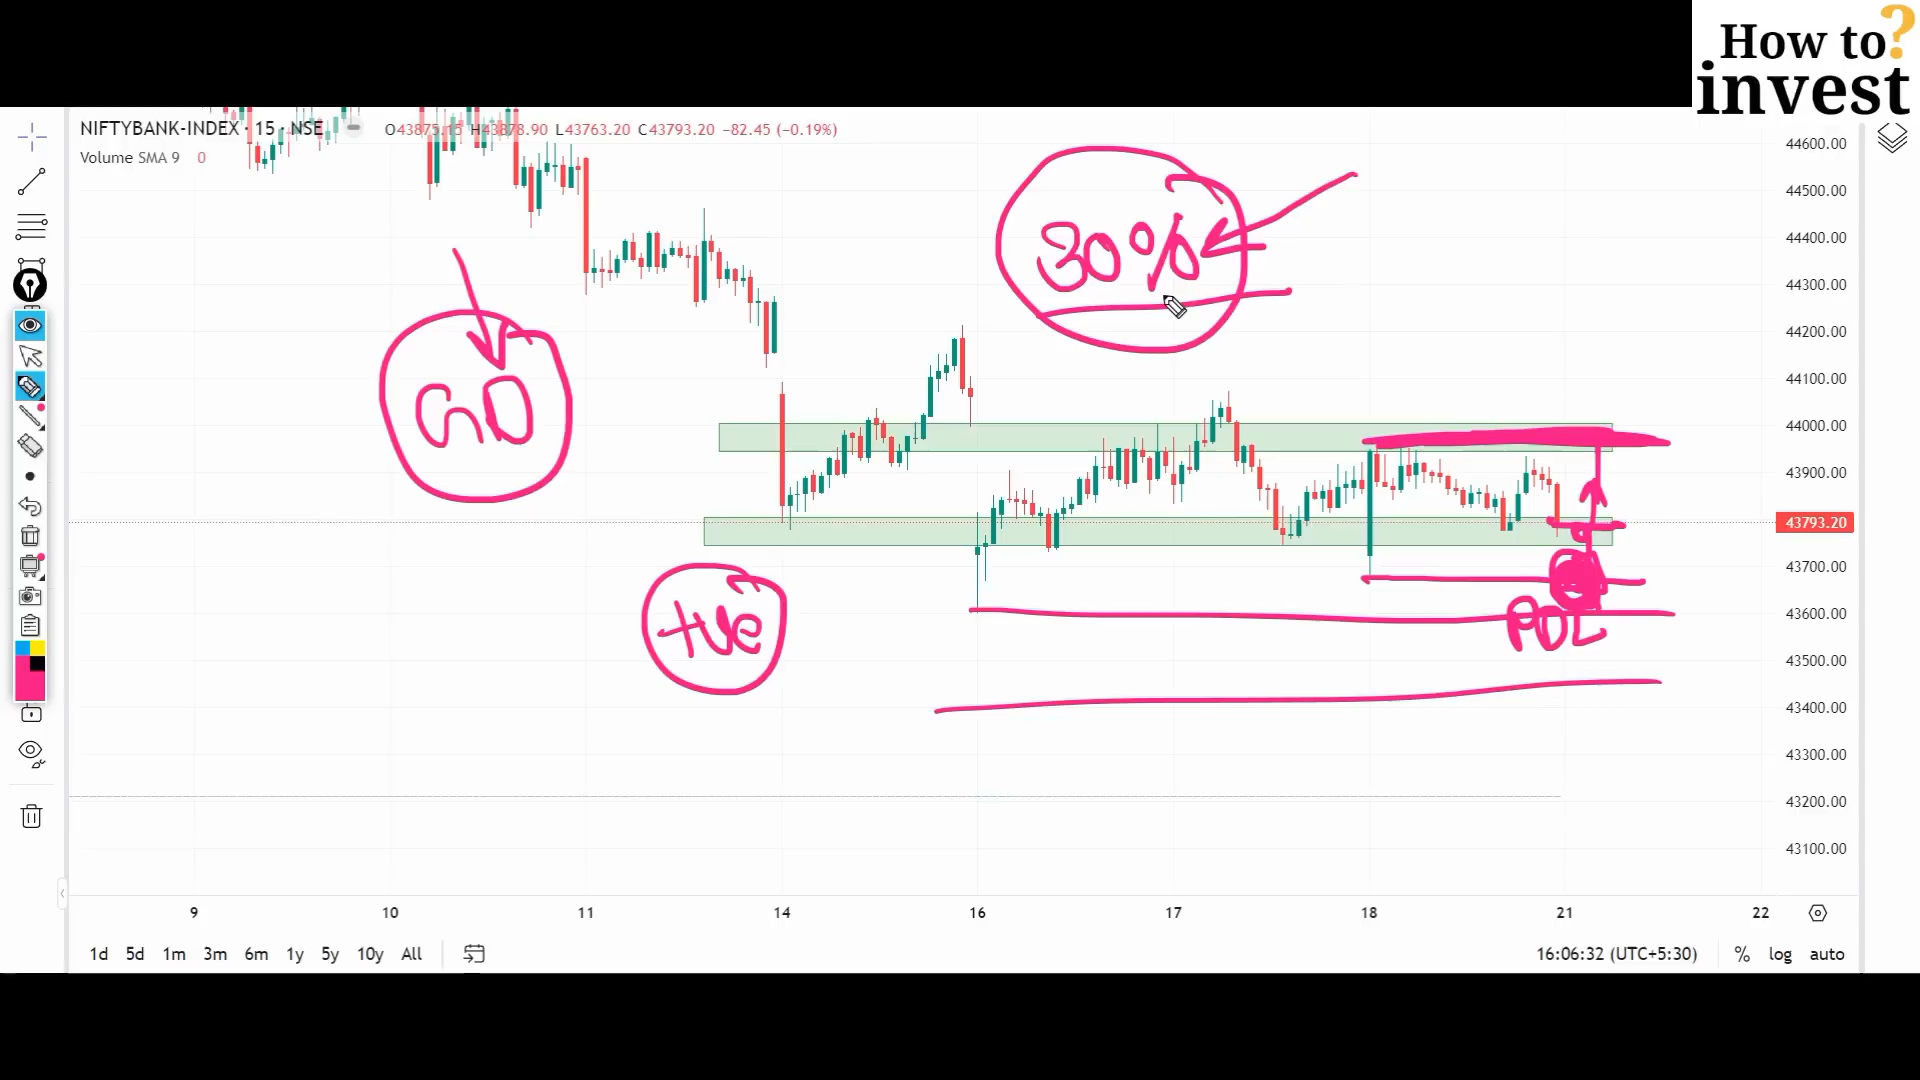 How to?
invest
NIFTYBANK-INDEX · 15 · NSE O43875.15 H43878.90 L43763.20 C43793.20 −82.45 (−0.19%)
Volume SMA 9 0
44600.00
44500.00
44400.00
44300.00
44200.00
44100.00
44000.00
43900.00
43793.20
43700.00
43600.00
43500.00
43400.00
43300.00
43200.00
43100.00
30%
GD
+ve
PDL
9 10 11 14 16 17 18 21 22
1d 5d 1m 3m 6m 1y 5y 10y All 16:06:32 (UTC+5:30) % log auto